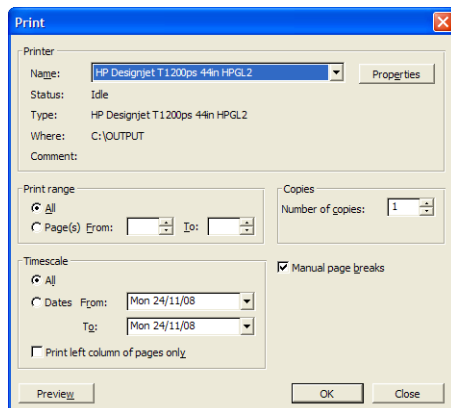 Print
Printer
Name: HP Designjet T1200ps 44in HPGL2 Properties
Status: Idle
Type: HP Designjet T1200ps 44in HPGL2
Where: C:\OUTPUT
Comment:
Print range
All
Page(s) From: To:
Copies
Number of copies: 1
Timescale
All
Dates From: Mon 24/11/08
To: Mon 24/11/08
Print left column of pages only
Manual page breaks
Preview OK Close